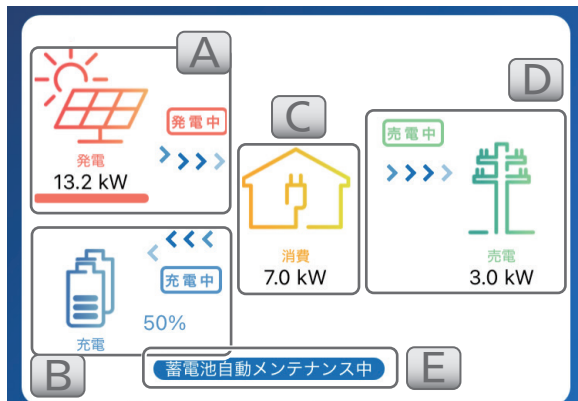 A
発電中
発電
13.2 kW
C
消費
7.0 kW
D
売電中
売電
3.0 kW
充電中
50%
充電
B
蓄電池自動メンテナンス中
E